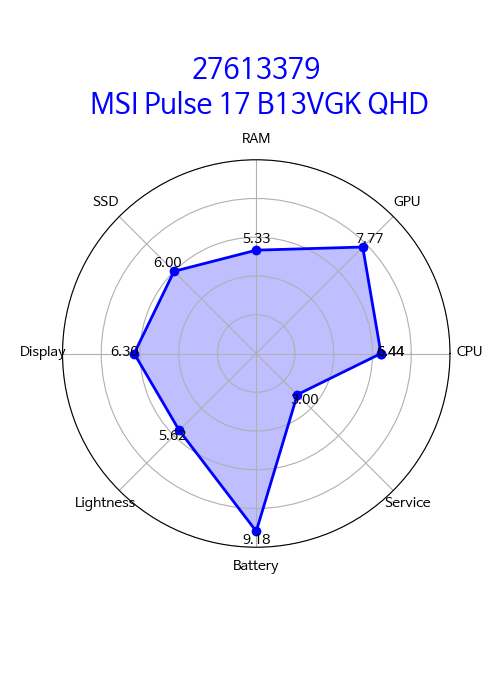 27613379
MSI Pulse 17 B13VGK QHD
RAM
SSD
GPU
5.33
7.77
6.00
Display
6.30
6.44
CPU
3.00
5.62
Lightness
Service
9.18
Battery